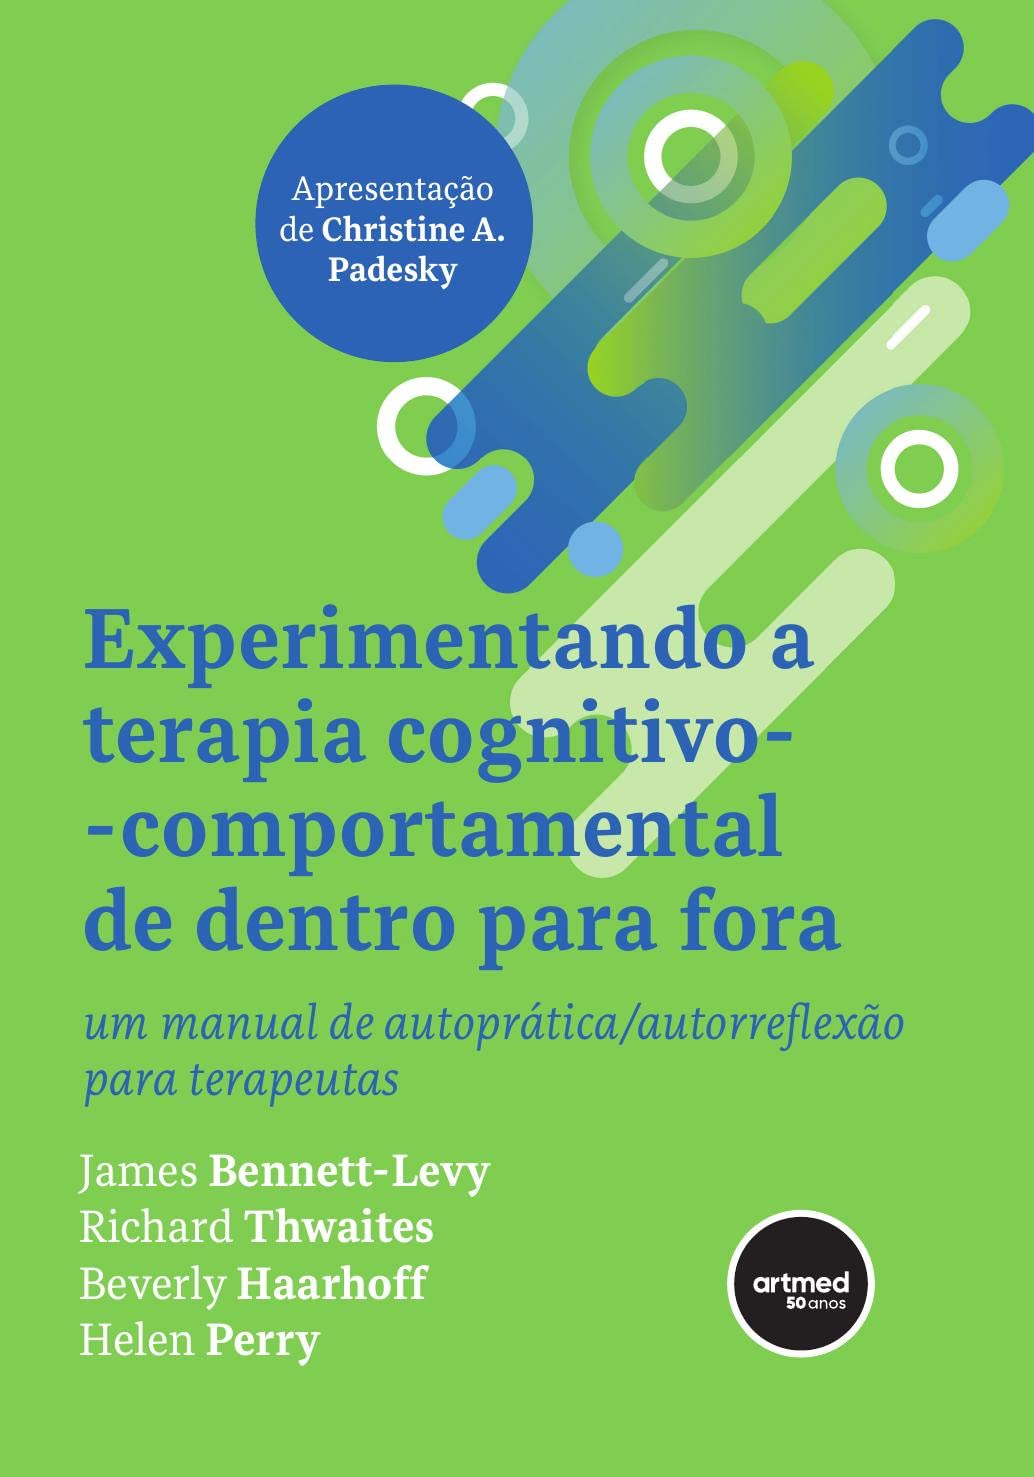 Apresentação
de Christine A.
Padesky
Experimentando a
terapia cognitivo-
-comportamental
de dentro para fora
um manual de autoprática/autorreflexão
para terapeutas
James Bennett-Levy
Richard Thwaites
Beverly Haarhoff
Helen Perry
artmed
50 anos